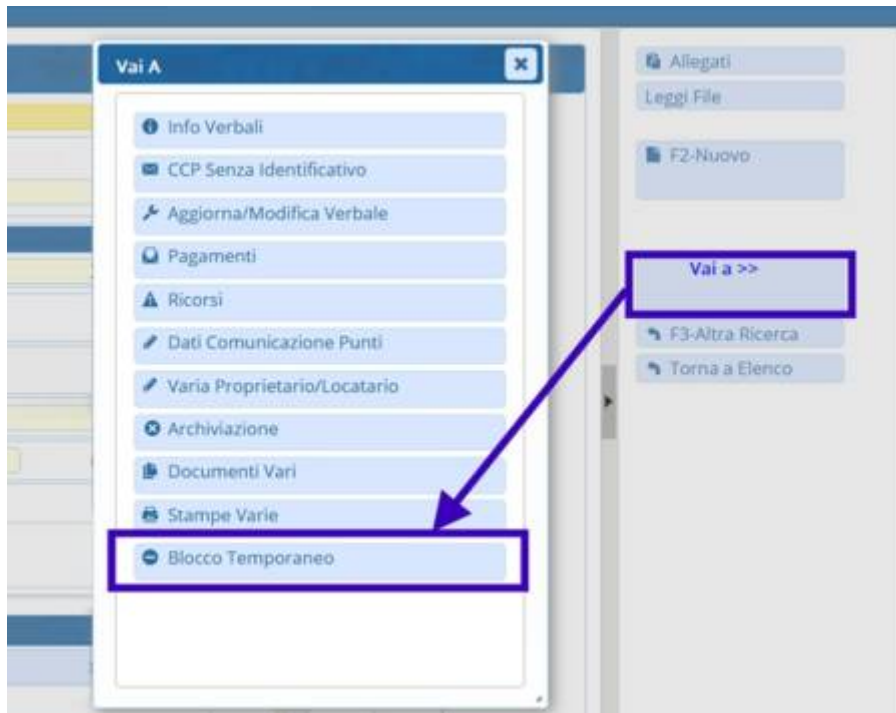 Vai A
Info Verbali
CCP Senza Identificativo
Aggiorna/Modifica Verbale
Pagamenti
Ricorsi
Dati Comunicazione Punti
Varia Proprietario/Locatario
Archiviazione
Documenti Vari
Stampe Varie
Blocco Temporaneo
Allegati
Leggi File
F2-Nuovo
Vai a >>
F3-Altra Ricerca
Torna a Elenco